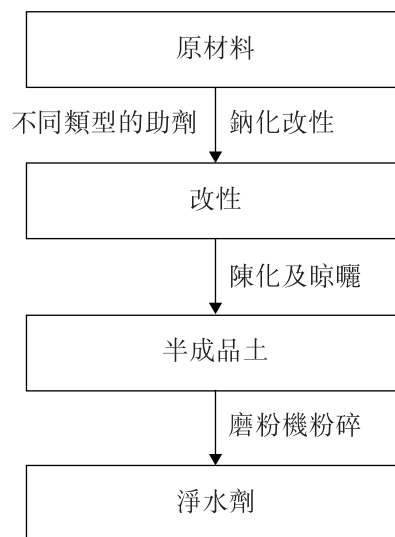 原材料
不同類型的助劑
鈉化改性
改性
陳化及晾曬
半成品土
磨粉機粉碎
淨水劑